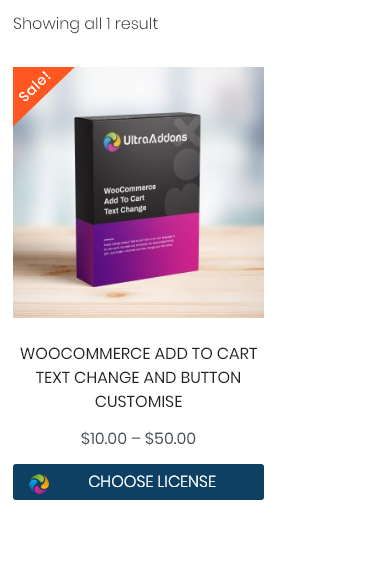 Showing all 1 result
Sale!
UltraAddons
WooCommerce
Add To Cart
Text Change
WOOCOMMERCE ADD TO CART
TEXT CHANGE AND BUTTON
CUSTOMISE
$10.00 – $50.00
CHOOSE LICENSE